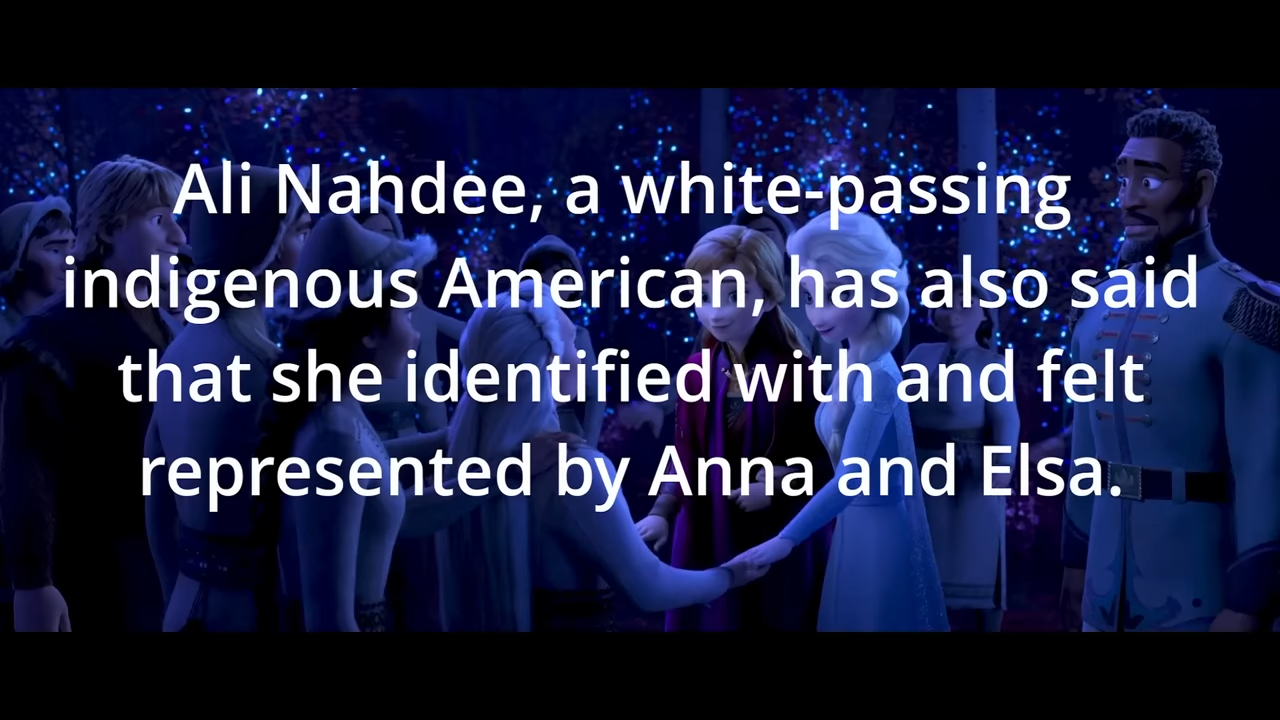 Ali Nahdee, a white-passing
indigenous American, has also said
that she identified with and felt
represented by Anna and Elsa.